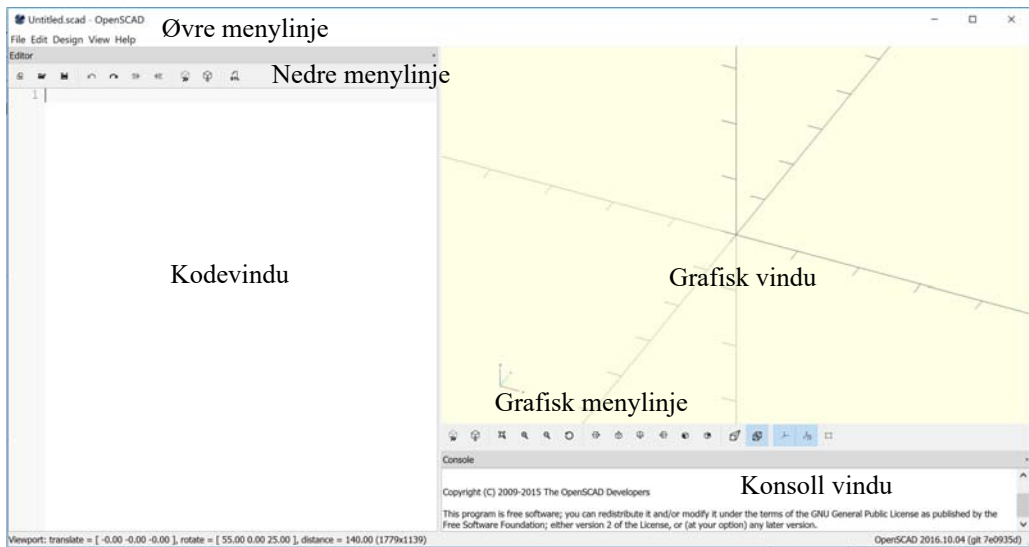 Untitled.scad - OpenSCAD
Øvre menylinje
File Edit Design View Help
Editor
Nedre menylinje
1
Kodevindu
Grafisk vindu
Grafisk menylinje
Console
Konsoll vindu
Copyright (C) 2009-2015 The OpenSCAD Developers
This program is free software; you can redistribute it and/or modify it under the terms of the GNU General Public License as published by the
Free Software Foundation; either version 2 of the License, or (at your option) any later version.
Viewport: translate = [ -0.00 -0.00 -0.00 ], rotate = [ 55.00 0.00 25.00 ], distance = 140.00 (1779x1139)
OpenSCAD 2016.10.04 (git 7e0935d)